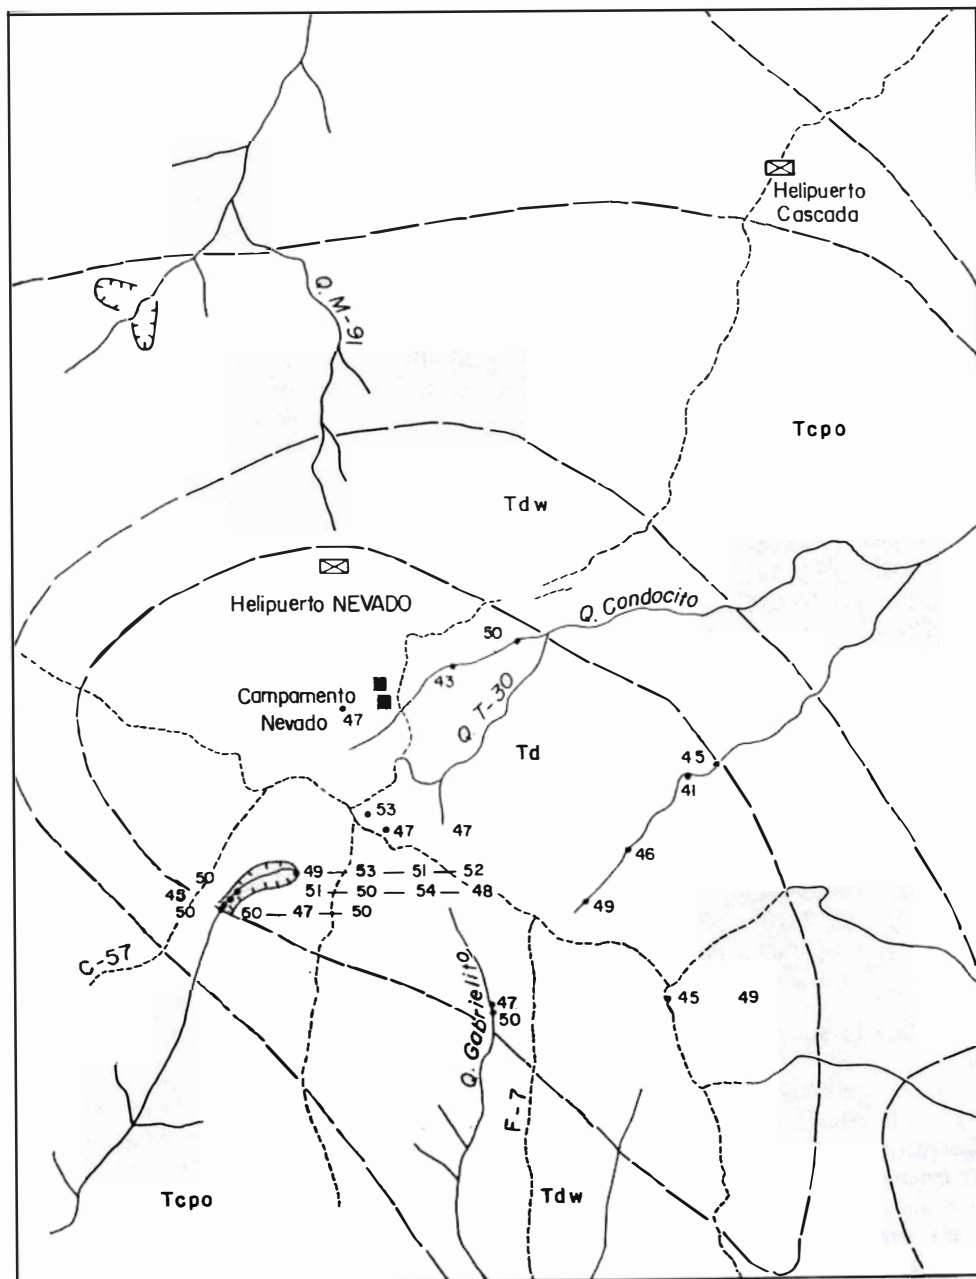 Helipuerto
Cascada
Q. M-91
Tcpo
Tdw
Helipuerto NEVADO
Q. Condocito
50
43
Campamento
Nevado
47
Q. T-30
Td
45
41
53
47
47
46
50
49 — 53 — 51 — 52
45
51 — 50 — 54 — 48
50
50 — 47 — 50
49
C-57
Q. Gabrielito
47
50
45 49
F-7
Tcpo
Tdw